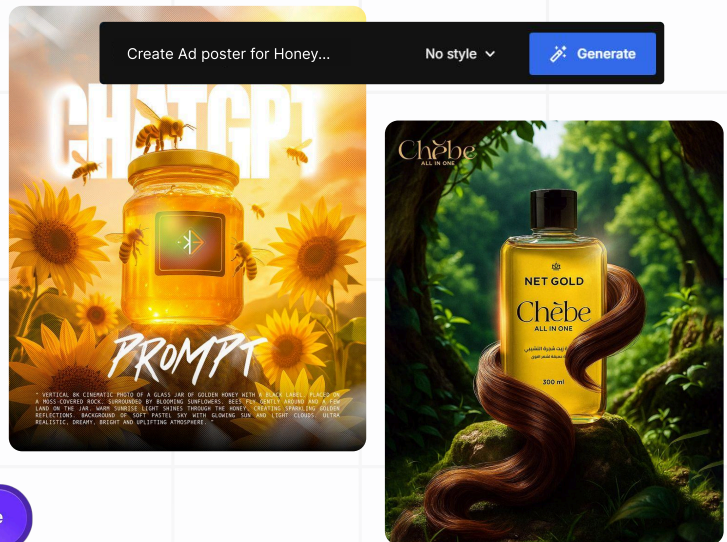 Create Ad poster for Honey...
No style
Generate
CHATGPT
PROMPT
" VERTICAL 8K CINEMATIC PHOTO OF A GLASS JAR OF GOLDEN HONEY WITH A BLACK LABEL, PLACED ON
A MOSS-COVERED ROCK, SURROUNDED BY BLOOMING SUNFLOWERS. BEES FLY GENTLY AROUND AND A FEW
LAND ON THE JAR. WARM SUNRISE LIGHT SHINES THROUGH THE HONEY, CREATING SPARKLING GOLDEN
REFLECTIONS. BACKGROUND OF SOFT PASTEL SKY WITH GLOWING SUN AND LIGHT CLOUDS. ULTRA
REALISTIC, DREAMY, BRIGHT AND UPLIFTING ATMOSPHERE. "
Chèbe
ALL IN ONE
NET GOLD
Chèbe
ALL IN ONE
300 ml